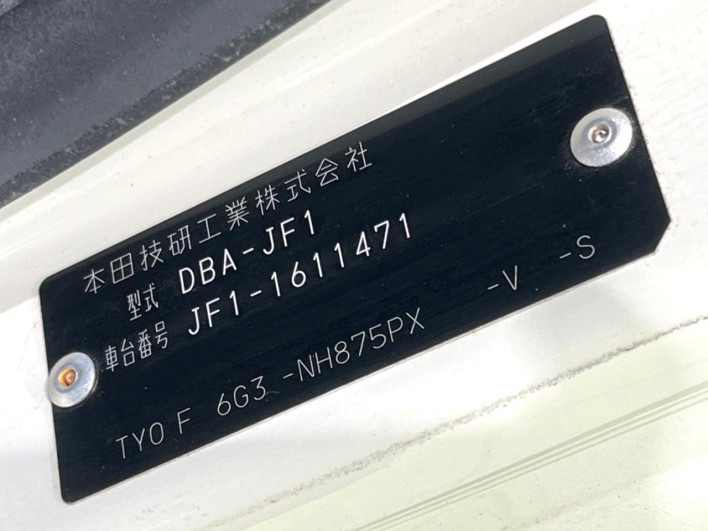 本田技研工業株式会社
型式 DBA-JF1
車台番号 JF1-1611471
TYO F 6G3 -NH875PX -V -S